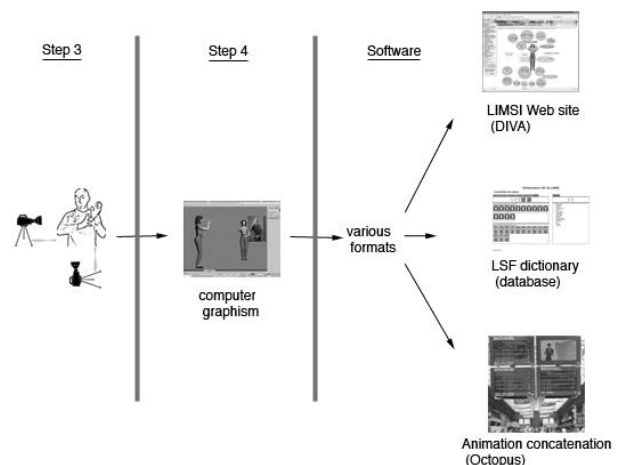 Step 3
Step 4
Software
LIMSI Web site
(DIVA)
various
formats
LSF dictionary
(database)
computer
graphism
Animation concatenation
(Octopus)